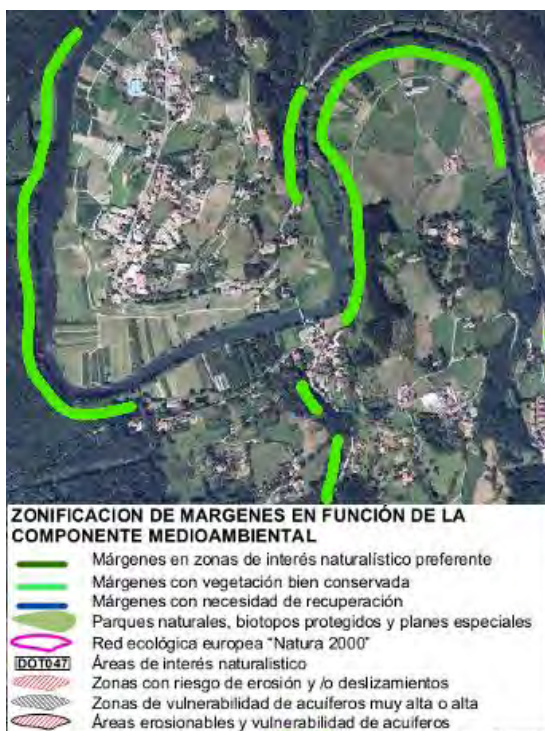 ZONIFICACION DE MARGENES EN FUNCIÓN DE LA
COMPONENTE MEDIOAMBIENTAL
Márgenes en zonas de interés naturalístico preferente
Márgenes con vegetación bien conservada
Márgenes con necesidad de recuperación
Parques naturales, biotopos protegidos y planes especiales
Red ecológica europea "Natura 2000"
DOT047 Áreas de interés naturalistico
Zonas con riesgo de erosión y /o deslizamientos
Zonas de vulnerabilidad de acuíferos muy alta o alta
Áreas erosionables y vulnerabilidad de acuíferos